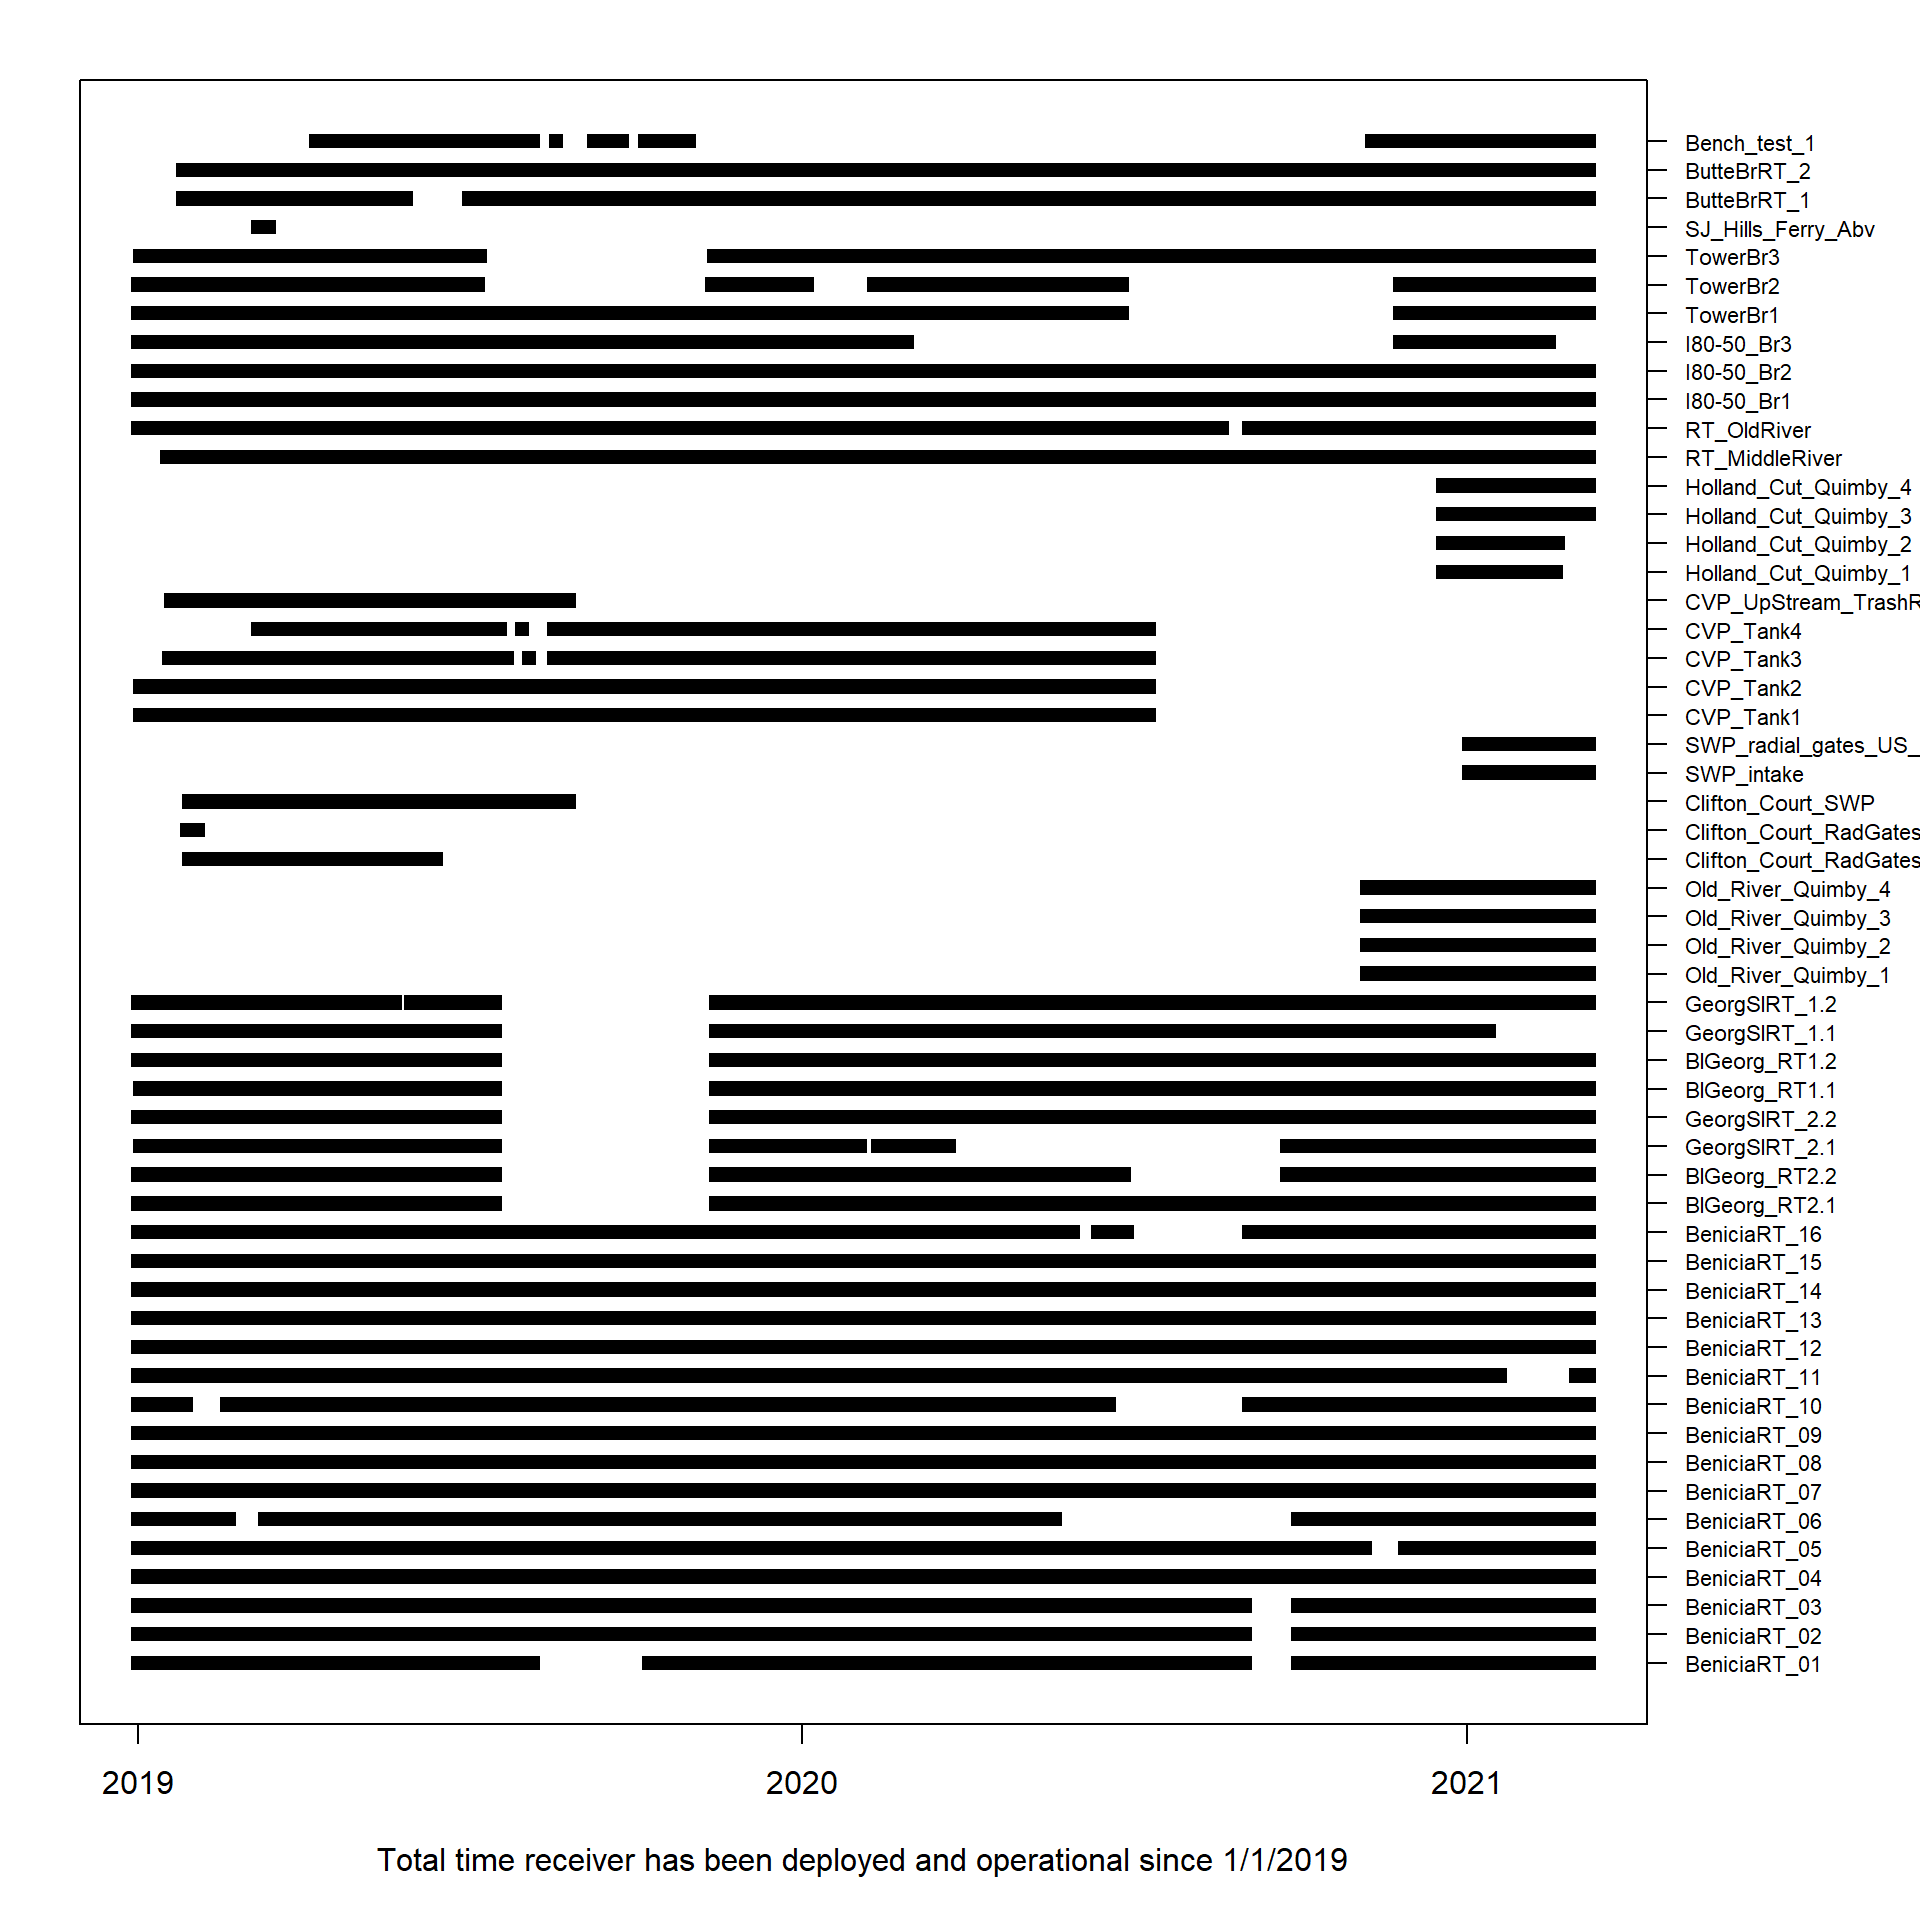 Bench_test_1
ButteBrRT_2
ButteBrRT_1
SJ_Hills_Ferry_Abv
TowerBr3
TowerBr2
TowerBr1
I80-50_Br3
I80-50_Br2
I80-50_Br1
RT_OldRiver
RT_MiddleRiver
Holland_Cut_Quimby_4
Holland_Cut_Quimby_3
Holland_Cut_Quimby_2
Holland_Cut_Quimby_1
CVP_UpStream_TrashR
CVP_Tank4
CVP_Tank3
CVP_Tank2
CVP_Tank1
SWP_radial_gates_US_
SWP_intake
Clifton_Court_SWP
Clifton_Court_RadGates
Clifton_Court_RadGates
Old_River_Quimby_4
Old_River_Quimby_3
Old_River_Quimby_2
Old_River_Quimby_1
GeorgSlRT_1.2
GeorgSlRT_1.1
BlGeorg_RT1.2
BlGeorg_RT1.1
GeorgSlRT_2.2
GeorgSlRT_2.1
BlGeorg_RT2.2
BlGeorg_RT2.1
BeniciaRT_16
BeniciaRT_15
BeniciaRT_14
BeniciaRT_13
BeniciaRT_12
BeniciaRT_11
BeniciaRT_10
BeniciaRT_09
BeniciaRT_08
BeniciaRT_07
BeniciaRT_06
BeniciaRT_05
BeniciaRT_04
BeniciaRT_03
BeniciaRT_02
BeniciaRT_01
2019 2020 2021
Total time receiver has been deployed and operational since 1/1/2019